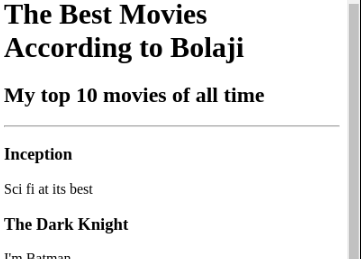 The Best Movies
According to Bolaji
My top 10 movies of all time
Inception
Sci fi at its best
The Dark Knight
I'm Batman